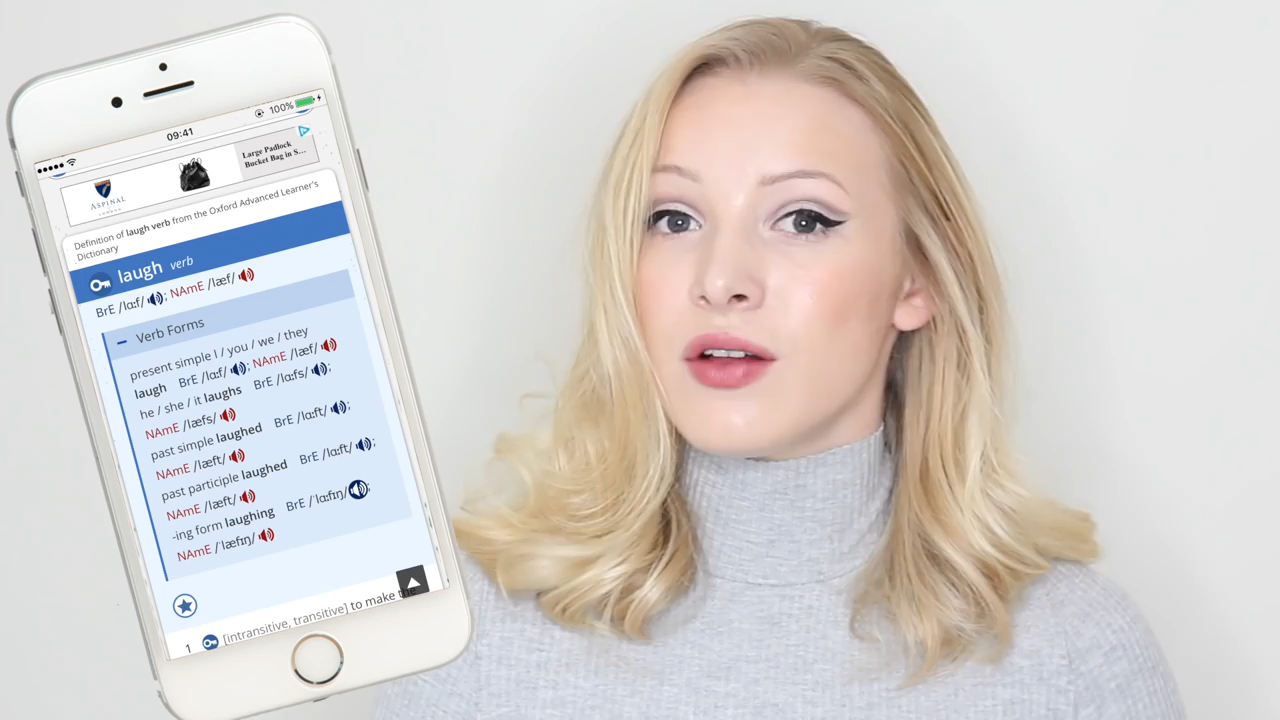 09:41
100%
ASPINAL
LONDON
Large Padlock
Bucket Bag in S...
Definition of laugh verb from the Oxford Advanced Learner's
Dictionary
laugh verb
BrE /lɑːf/ ; NAmE /læf/
Verb Forms
present simple I / you / we / they
laugh BrE /lɑːf/ ; NAmE /læf/
he / she / it laughs BrE /lɑːfs/ ;
NAmE /læfs/
past simple laughed BrE /lɑːft/ ;
NAmE /læft/
past participle laughed BrE /lɑːft/ ;
NAmE /læft/
-ing form laughing BrE /ˈlɑːfɪŋ/ ;
NAmE /ˈlæfɪŋ/
1 [intransitive, transitive] to make the